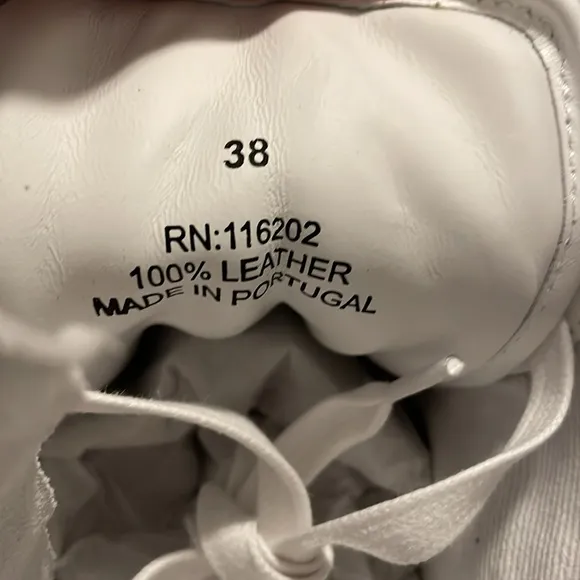 38
RN:116202
100% LEATHER
MADE IN PORTUGAL